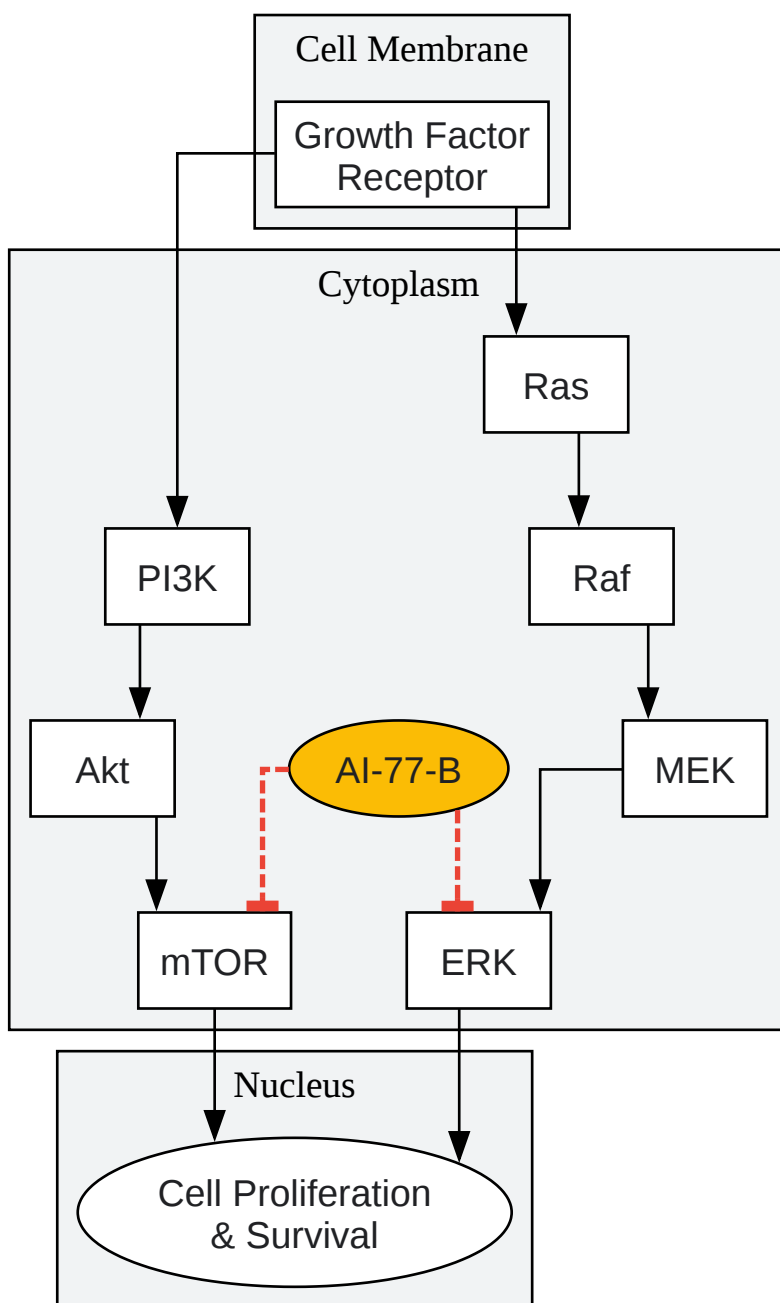 Cell Membrane
Growth Factor
Receptor
Cytoplasm
Ras
PI3K
Raf
Akt
AI-77-B
MEK
mTOR
ERK
Nucleus
Cell Proliferation
& Survival